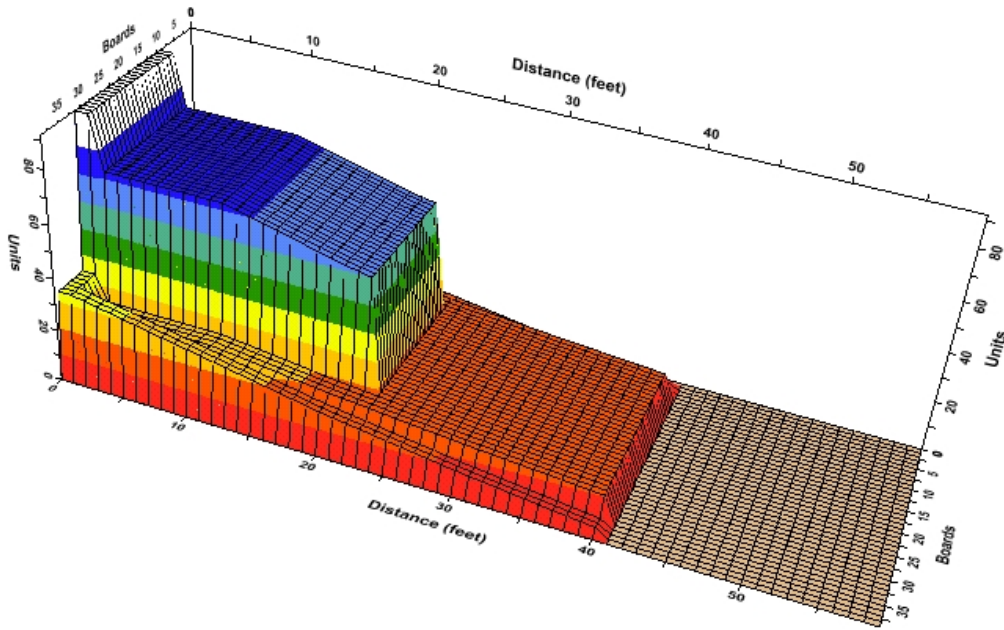 Boards
35 30 25 20 15 10 5 0
Distance (feet)
10 20 30 40 50
Units
80 60 40 20 0
Units
80 60 40 20 0
Distance (feet)
0 10 20 30 40 50
Boards
0 5 10 15 20 25 30 35